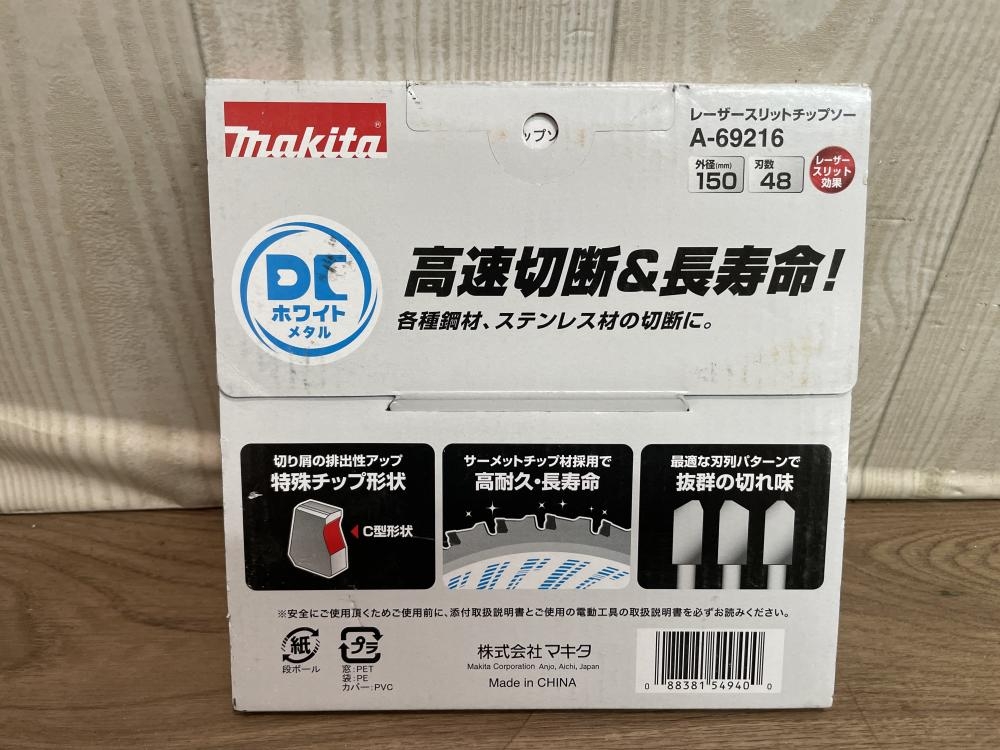 makita®
ップソ
レーザースリットチップソー
A-69216
外径(mm)
150
刃数
48
レーザー
スリット
効果
DC
ホワイト
メタル
高速切断&長寿命!
各種鋼材、ステンレス材の切断に。
切り屑の排出性アップ
特殊チップ形状
C型形状
サーメットチップ材採用で
高耐久・長寿命
最適な刃列パターンで
抜群の切れ味
※安全にご使用頂くためご使用前に、添付取扱説明書とご使用の電動工具の取扱説明書を必ずお読みください。
紙
段ボール
プラ
窓:PET
袋:PE
カバー:PVC
株式会社マキタ
Makita Corporation Anjo, Aichi, Japan
Made in CHINA
0 88381 54940 0